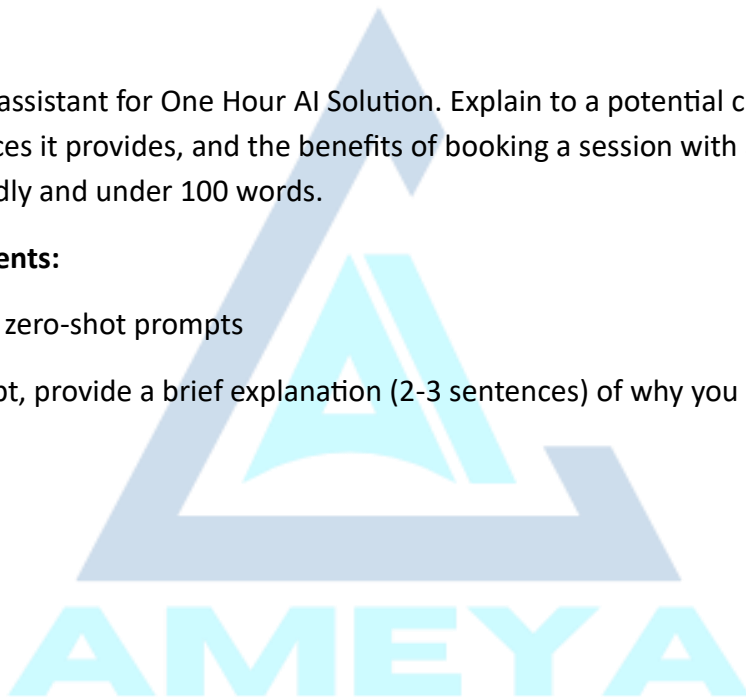 assistant for One Hour AI Solution. Explain to a potential c
ces it provides, and the benefits of booking a session with
dly and under 100 words.
ents:
zero-shot prompts
pt, provide a brief explanation (2-3 sentences) of why you
AI
AMEYA